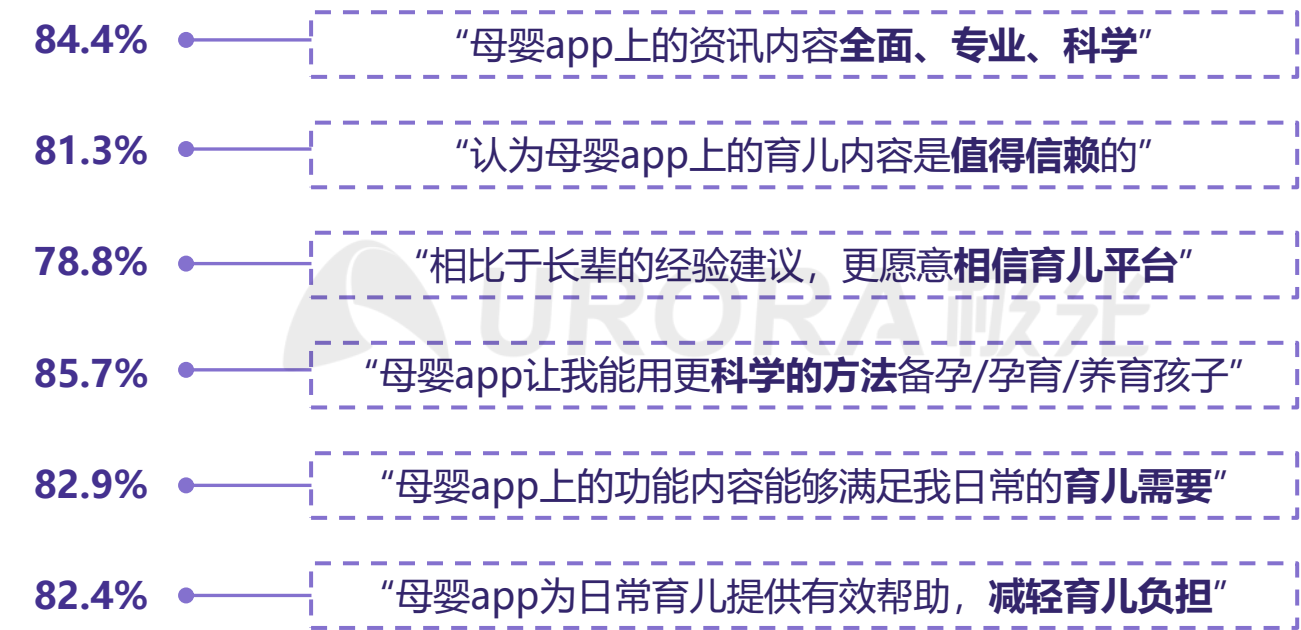 84.4% “母婴app上的资讯内容全面、专业、科学”
81.3% “认为母婴app上的育儿内容是值得信赖的”
78.8% “相比于长辈的经验建议，更愿意相信育儿平台”
URORA极光
85.7% “母婴app让我能用更科学的方法备孕/孕育/养育孩子”
82.9% “母婴app上的功能内容能够满足我日常的育儿需要”
82.4% “母婴app为日常育儿提供有效帮助，减轻育儿负担”